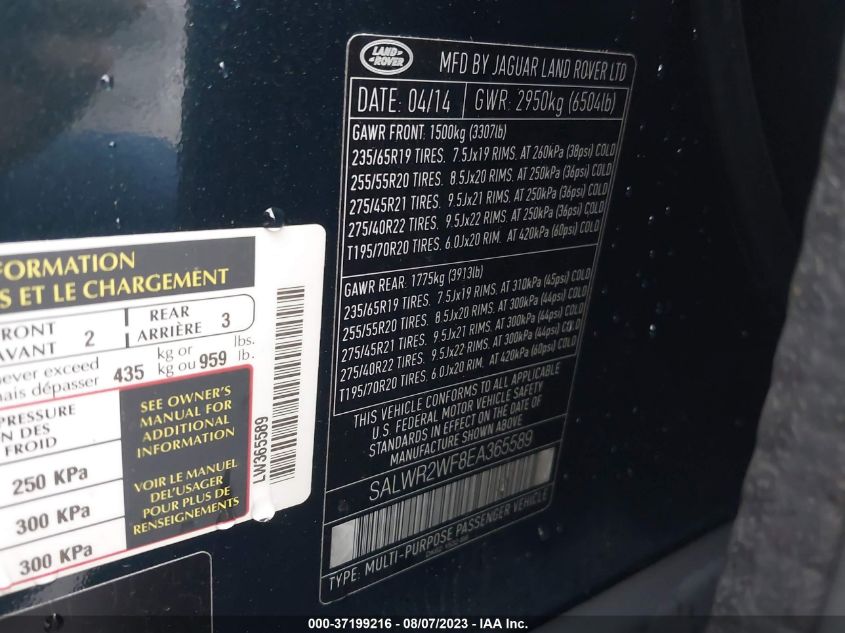 LAND
ROVER
MFD BY JAGUAR LAND ROVER LTD
DATE: 04/14
GWR: 2950kg (6504lb)
GAWR FRONT. 1500kg (3307lb)
235/65R19 TIRES. 7.5Jx19 RIMS. AT 260kPa (38psi) COLD
255/55R20 TIRES. 8.5Jx20 RIMS. AT 250kPa (36psi) COLD
275/45R21 TIRES. 9.5Jx21 RIMS. AT 250kPa (36psi) COLD
275/40R22 TIRES. 9.5Jx22 RIMS. AT 250kPa (36psi) COLD
T195/70R20 TIRES. 6.0Jx20 RIM. AT 420kPa (60psi) COLD
GAWR REAR. 1775kg (3913lb)
235/65R19 TIRES. 7.5Jx19 RIMS. AT 310kPa (45psi) COLD
255/55R20 TIRES. 8.5Jx20 RIMS. AT 300kPa (44psi) COLD
275/45R21 TIRES. 9.5Jx21 RIMS. AT 300kPa (44psi) COLD
275/40R22 TIRES. 9.5Jx22 RIMS. AT 300kPa (44psi) COLD
T195/70R20 TIRES. 6.0Jx20 RIM. AT 420kPa (60psi) COLD
THIS VEHICLE CONFORMS TO ALL APPLICABLE
U.S. FEDERAL MOTOR VEHICLE SAFETY
STANDARDS IN EFFECT ON THE DATE OF
MANUFACTURE SHOWN ABOVE.
SALWR2WF8EA365589
TYPE: MULTI-PURPOSE PASSENGER VEHICLE
FORMATION
S ET LE CHARGEMENT
FRONT
AVANT 2
REAR
ARRIÈRE 3
ever exceed
mais dépasser 435 kg or
kg ou 959 lbs.
lb.
PRESSURE
N DES
FROID
250 KPa
300 KPa
300 KPa
SEE OWNER'S
MANUAL FOR
ADDITIONAL
INFORMATION
VOIR LE MANUEL
DE L'USAGER
POUR PLUS DE
RENSEIGNEMENTS
LW365589
000-37199216 - 08/07/2023 - IAA Inc.